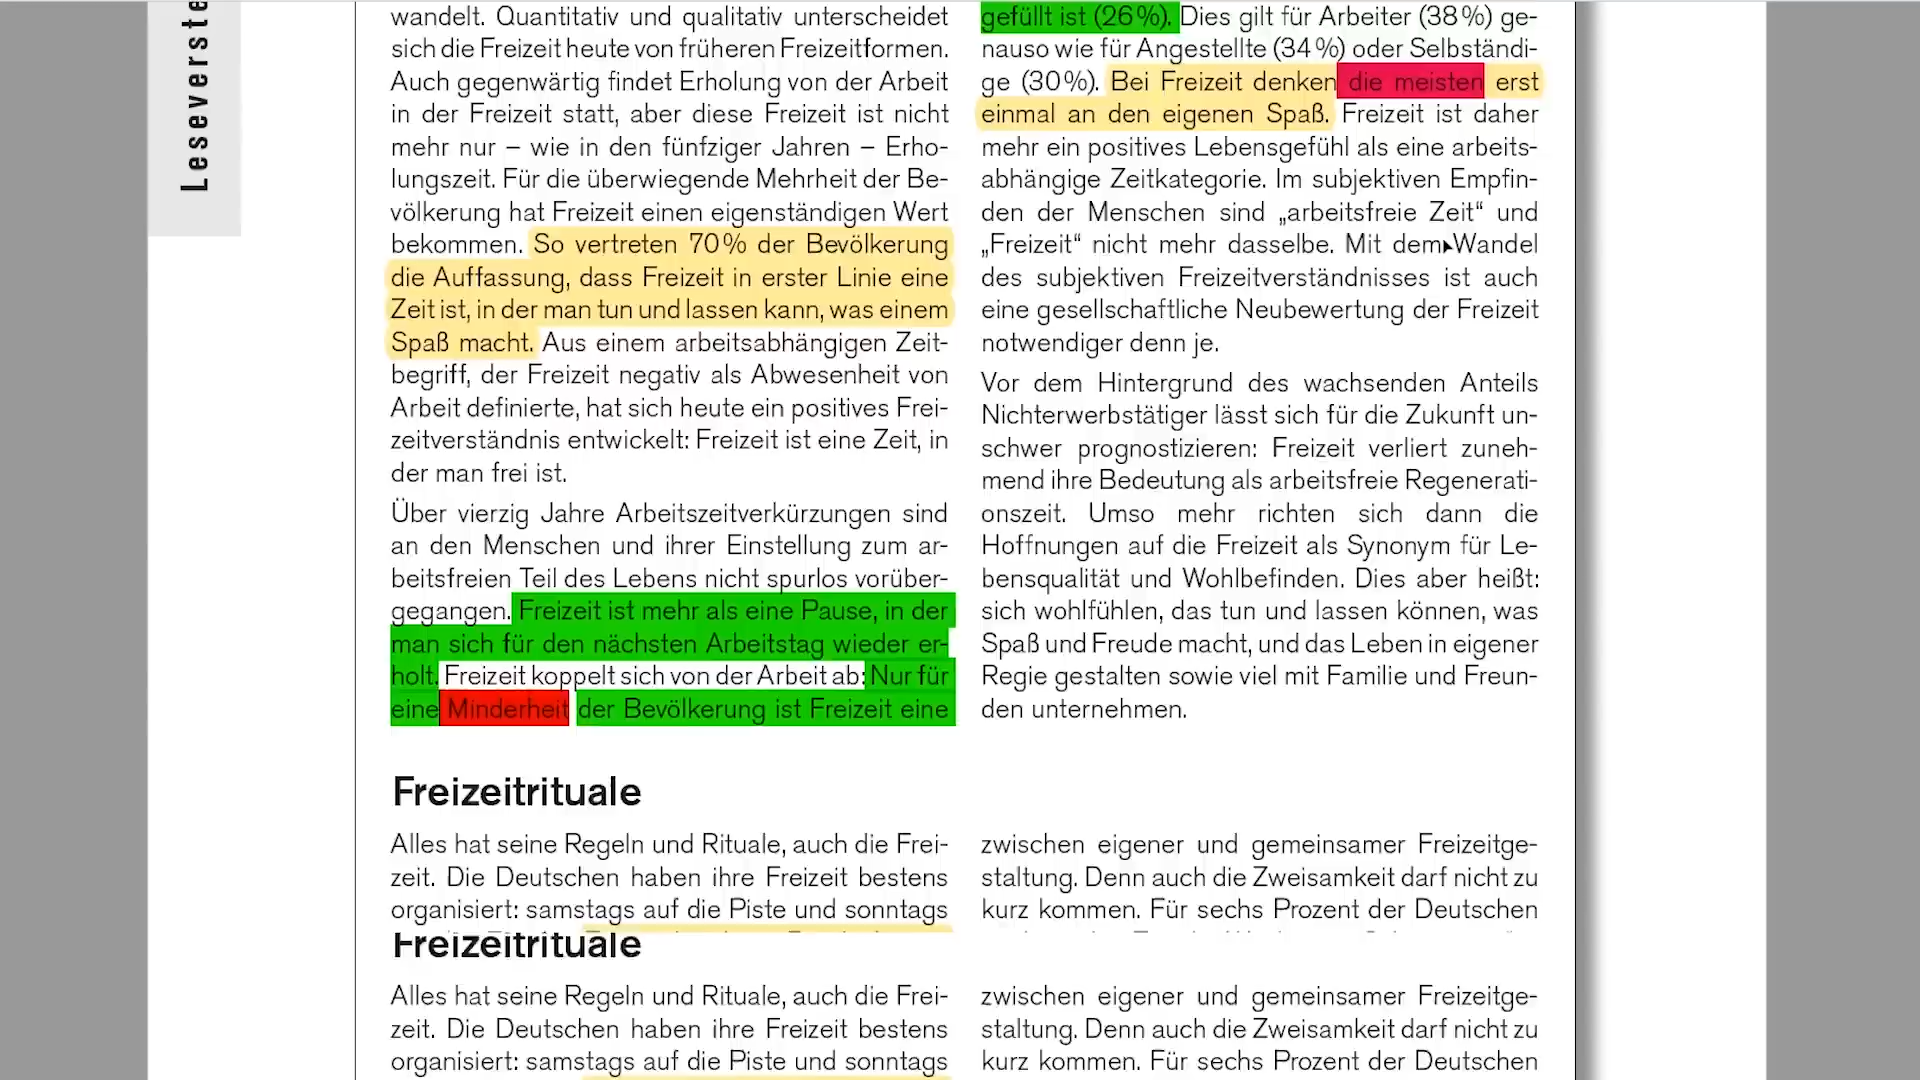 Leseverste
wandelt. Quantitativ und qualitativ unterscheidet
sich die Freizeit heute von früheren Freizeitformen.
Auch gegenwärtig findet Erholung von der Arbeit
in der Freizeit statt, aber diese Freizeit ist nicht
mehr nur – wie in den fünfziger Jahren – Erho-
lungszeit. Für die überwiegende Mehrheit der Be-
völkerung hat Freizeit einen eigenständigen Wert
bekommen. So vertreten 70% der Bevölkerung
die Auffassung, dass Freizeit in erster Linie eine
Zeit ist, in der man tun und lassen kann, was einem
Spaß macht. Aus einem arbeitsabhängigen Zeit-
begriff, der Freizeit negativ als Abwesenheit von
Arbeit definierte, hat sich heute ein positives Frei-
zeitverständnis entwickelt: Freizeit ist eine Zeit, in
der man frei ist.
Über vierzig Jahre Arbeitszeitverkürzungen sind
an den Menschen und ihrer Einstellung zum ar-
beitsfreien Teil des Lebens nicht spurlos vorüber-
gegangen. Freizeit ist mehr als eine Pause, in der
man sich für den nächsten Arbeitstag wieder er-
holt. Freizeit koppelt sich von der Arbeit ab: Nur für
eine Minderheit der Bevölkerung ist Freizeit eine
gefüllt ist (26%). Dies gilt für Arbeiter (38%) ge-
nauso wie für Angestellte (34%) oder Selbständi-
ge (30%). Bei Freizeit denken die meisten erst
einmal an den eigenen Spaß. Freizeit ist daher
mehr ein positives Lebensgefühl als eine arbeits-
abhängige Zeitkategorie. Im subjektiven Empfin-
den der Menschen sind „arbeitsfreie Zeit“ und
„Freizeit“ nicht mehr dasselbe. Mit dem Wandel
des subjektiven Freizeitverständnisses ist auch
eine gesellschaftliche Neubewertung der Freizeit
notwendiger denn je.
Vor dem Hintergrund des wachsenden Anteils
Nichterwerbstätiger lässt sich für die Zukunft un-
schwer prognostizieren: Freizeit verliert zuneh-
mend ihre Bedeutung als arbeitsfreie Regenerati-
onszeit. Umso mehr richten sich dann die
Hoffnungen auf die Freizeit als Synonym für Le-
bensqualität und Wohlbefinden. Dies aber heißt:
sich wohlfühlen, das tun und lassen können, was
Spaß und Freude macht, und das Leben in eigener
Regie gestalten sowie viel mit Familie und Freun-
den unternehmen.
Freizeitrituale
Alles hat seine Regeln und Rituale, auch die Frei-
zeit. Die Deutschen haben ihre Freizeit bestens
organisiert: samstags auf die Piste und sonntags
zwischen eigener und gemeinsamer Freizeitge-
staltung. Denn auch die Zweisamkeit darf nicht zu
kurz kommen. Für sechs Prozent der Deutschen
Freizeitrituale
Alles hat seine Regeln und Rituale, auch die Frei-
zeit. Die Deutschen haben ihre Freizeit bestens
organisiert: samstags auf die Piste und sonntags
zwischen eigener und gemeinsamer Freizeitge-
staltung. Denn auch die Zweisamkeit darf nicht zu
kurz kommen. Für sechs Prozent der Deutschen